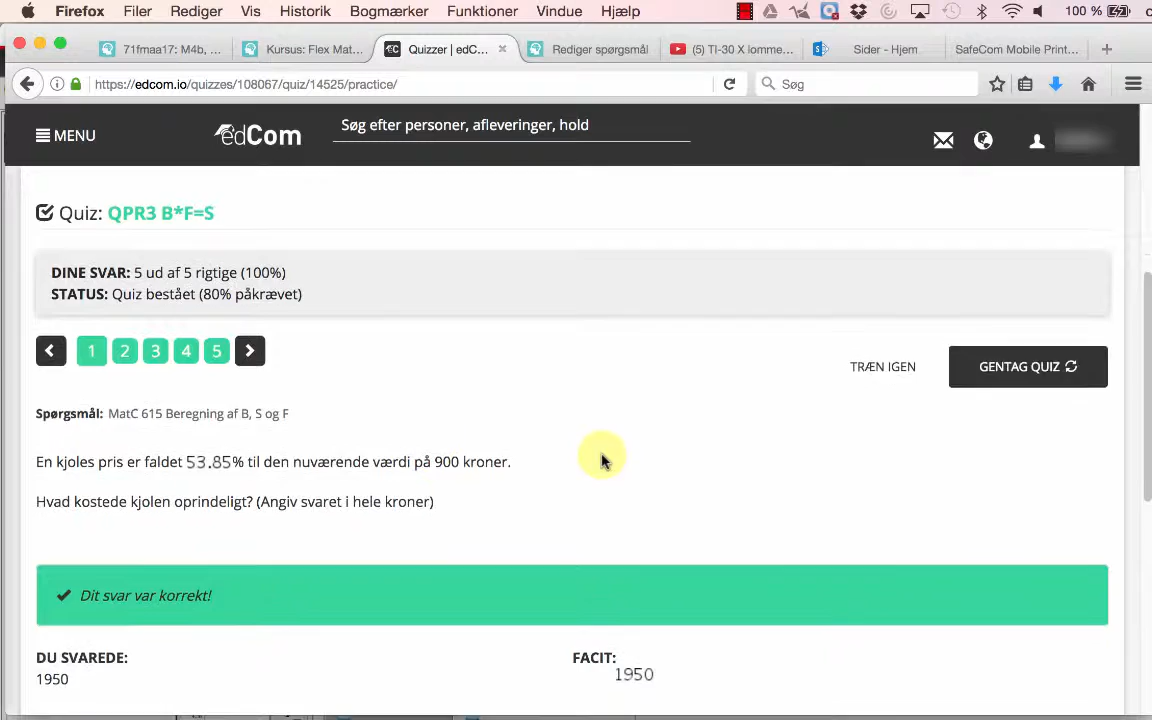 Firefox Filer Rediger Vis Historik Bogmærker Funktioner Vindue Hjælp 100 %
71fmaa17: M4b, ... Kursus: Flex Mat... Quizzer | edC... Rediger spørgsmål (5) TI-30 X lomme... Sider - Hjem SafeCom Mobile Print...
https://edcom.io/quizzes/108067/quiz/14525/practice/ Søg
MENU edCom Søg efter personer, afleveringer, hold
Quiz: QPR3 B*F=S
DINE SVAR: 5 ud af 5 rigtige (100%)
STATUS: Quiz bestået (80% påkrævet)
1 2 3 4 5
TRÆN IGEN GENTAG QUIZ
Spørgsmål: MatC 615 Beregning af B, S og F
En kjoles pris er faldet 53.85% til den nuværende værdi på 900 kroner.
Hvad kostede kjolen oprindeligt? (Angiv svaret i hele kroner)
Dit svar var korrekt!
DU SVAREDE: FACIT:
1950 1950